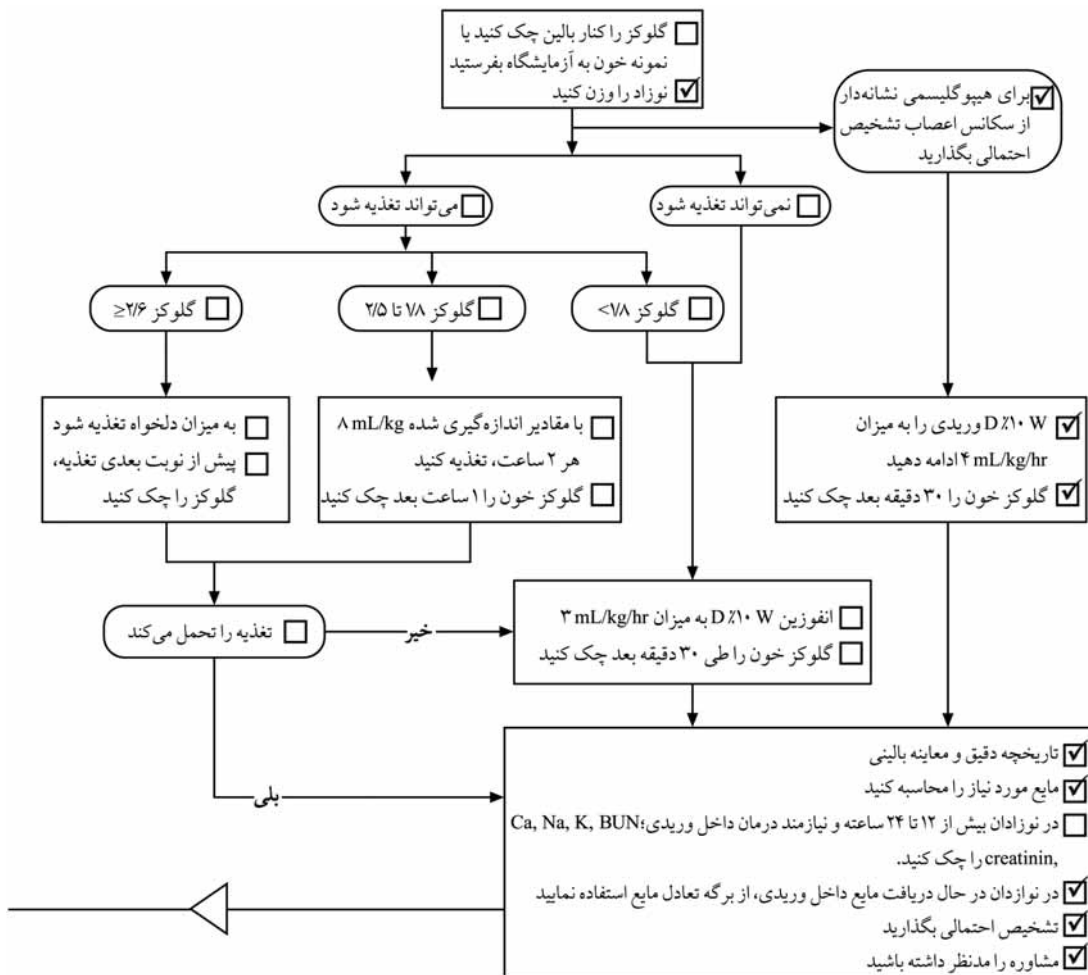 گلوکز را کنار بالین چک کنید یا
نمونه خون به آزمایشگاه بفرستید
نوزاد را وزن کنید
برای هیپوگلیسمی نشانه‌دار
از سکانس اعصاب تشخیص
احتمالی بگذارید
نمی‌تواند تغذیه شود
می‌تواند تغذیه شود
گلوکز ۱/۸>
گلوکز ۱/۸ تا ۲/۵
گلوکز ۲/۶≤
D٪۱۰ W وریدی را به میزان
۴ mL/kg/hr ادامه دهید
گلوکز خون را ۳۰ دقیقه بعد چک کنید
با مقادیر اندازه‌گیری شده ۸ mL/kg
هر ۲ ساعت، تغذیه کنید
گلوکز خون را ۱ ساعت بعد چک کنید
به میزان دلخواه تغذیه شود
پیش از نوبت بعدی تغذیه،
گلوکز را چک کنید
انفوزین D٪۱۰ W به میزان ۳ mL/kg/hr
گلوکز خون را طی ۳۰ دقیقه بعد چک کنید
خیر
تغذیه را تحمل می‌کند
بلی
تاریخچه دقیق و معاینه بالینی
مایع مورد نیاز را محاسبه کنید
در نوزادان بیش از ۱۲ تا ۲۴ ساعته و نیازمند درمان داخل وریدی؛ Ca, Na, K, BUN
,creatinin را چک کنید.
در نوازدان در حال دریافت مایع داخل وریدی، از برگه تعادل مایع استفاده نمایید
تشخیص احتمالی بگذارید
مشاوره را مدنظر داشته باشید